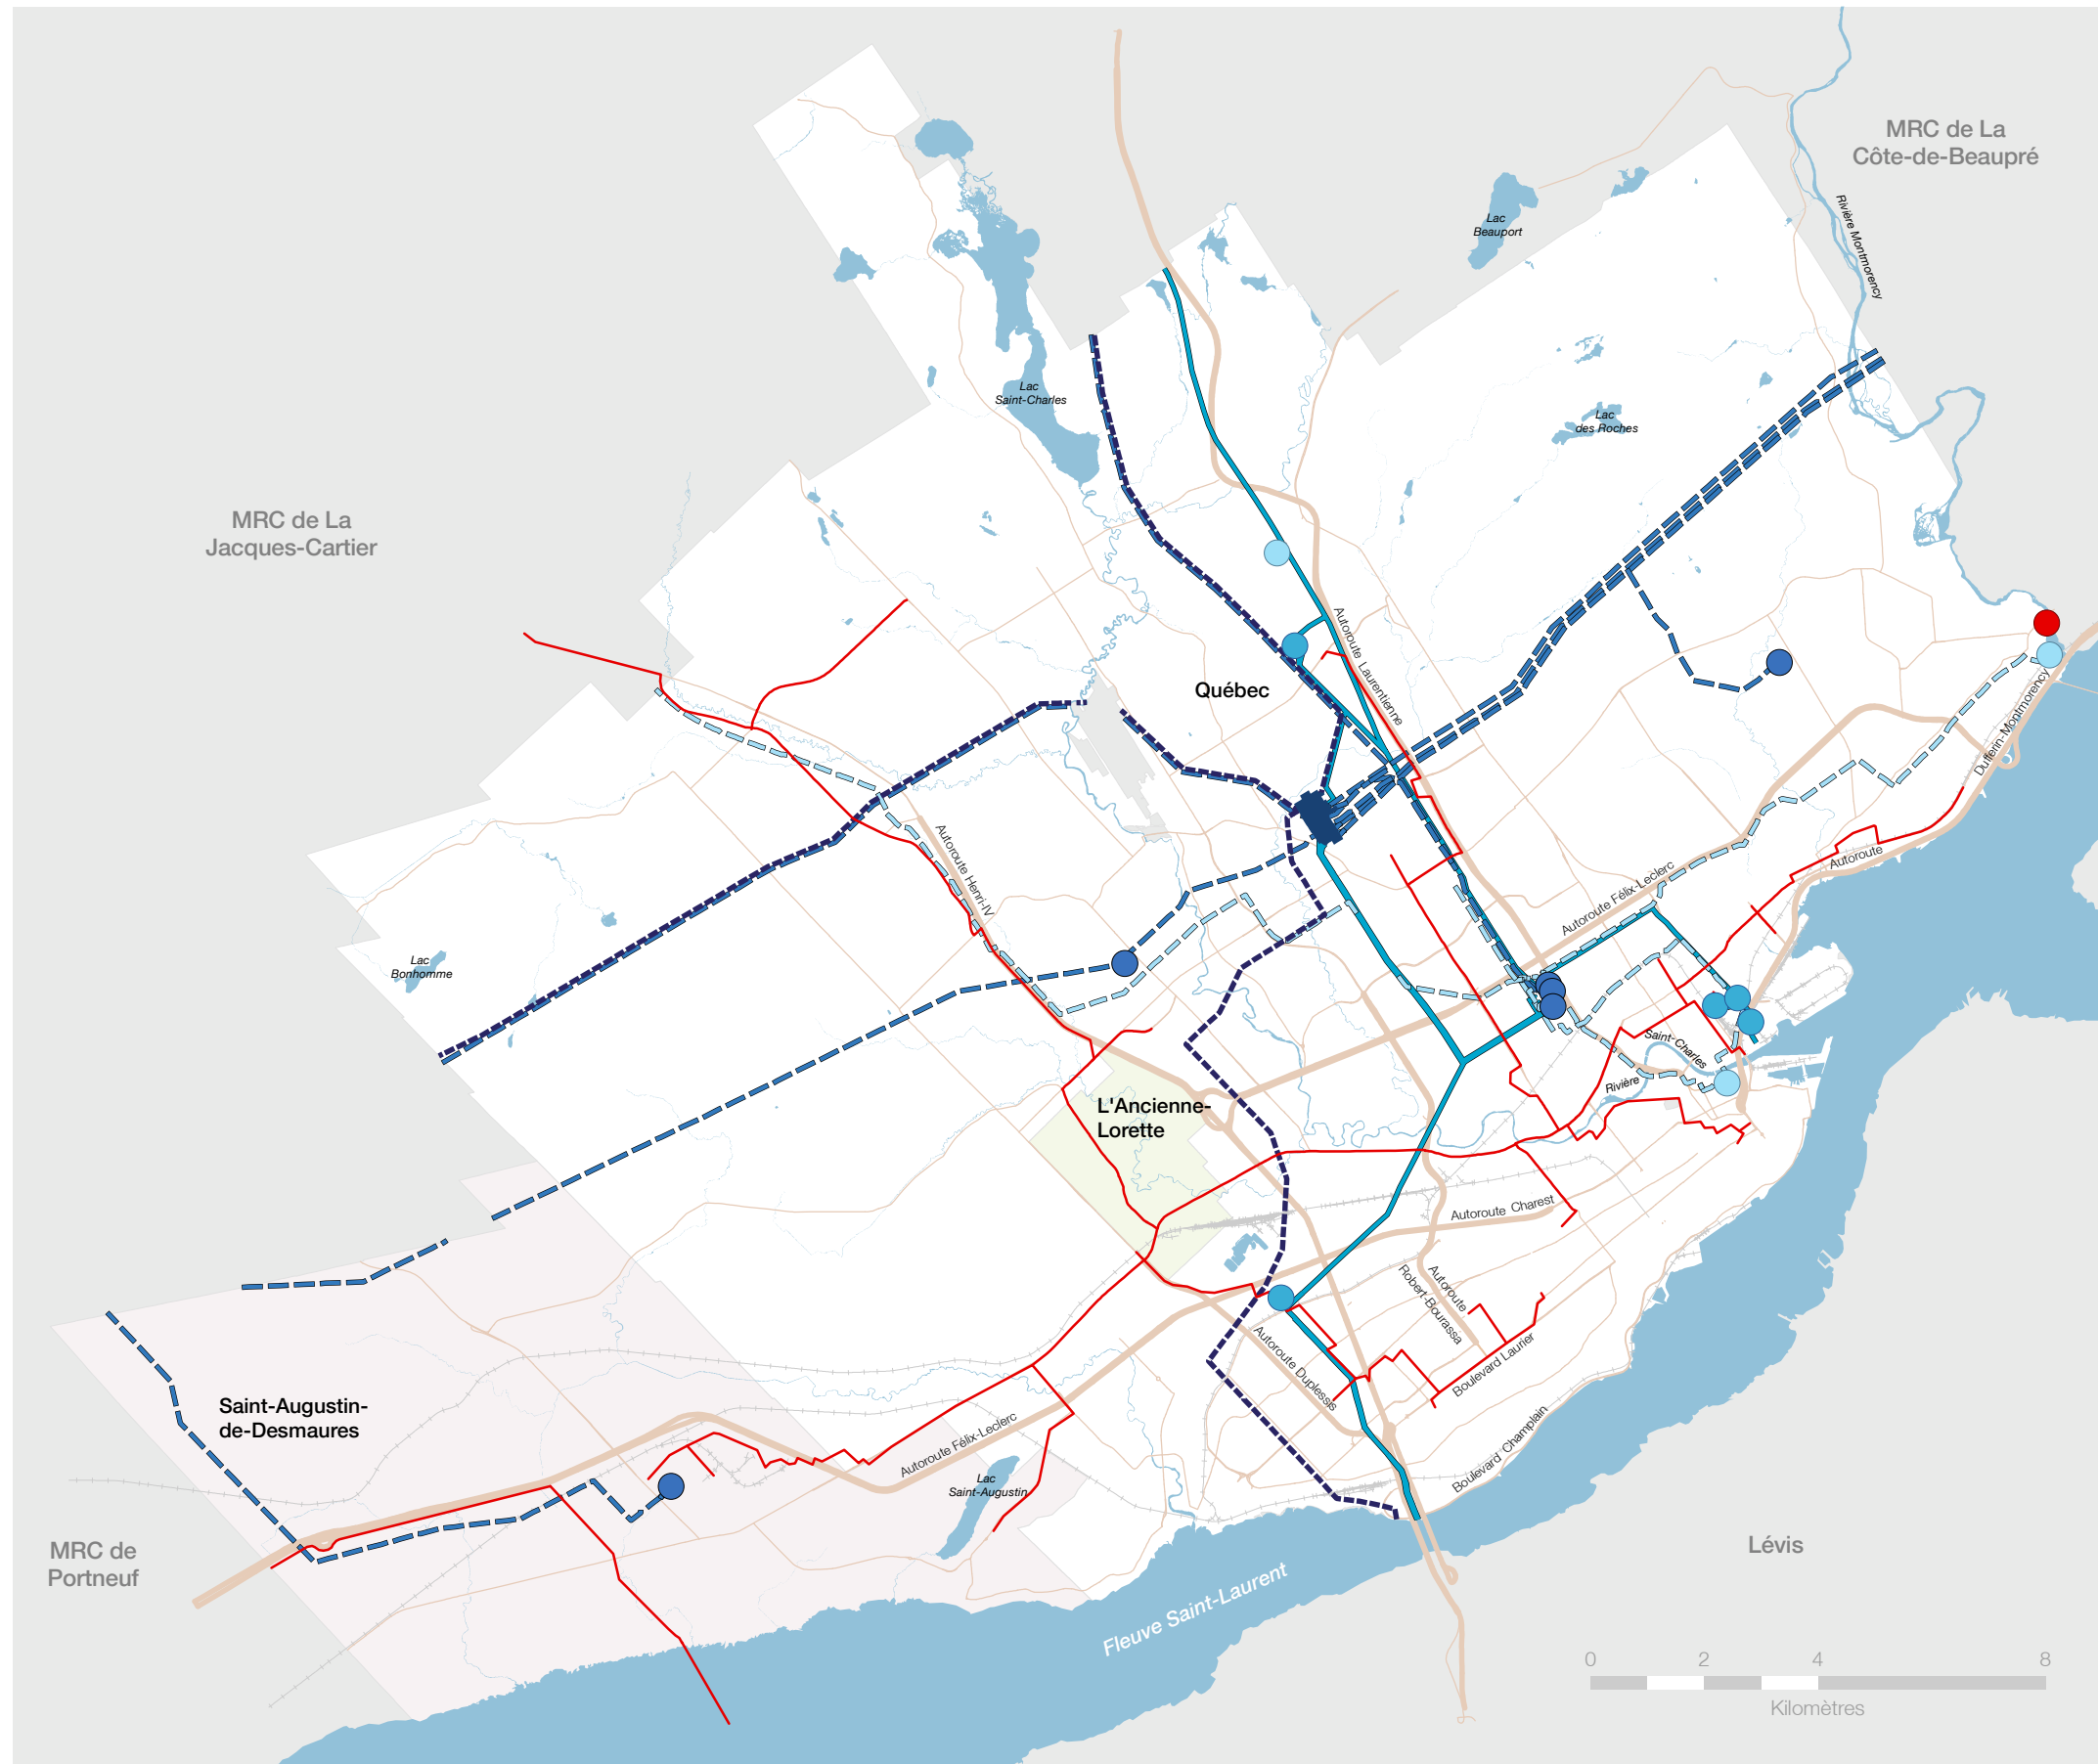 MRC de La
Côte-de-Beaupré
Rivière Montmorency
Lac
Beauport
Lac
Saint-Charles
Lac
des Roches
MRC de La
Jacques-Cartier
Autoroute Laurentienne
Québec
Dufferin-Montmorency
Autoroute Henri-IV
Autoroute
Autoroute Félix-Leclerc
Lac
Bonhomme
Saint-Charles
Rivière
L'Ancienne-
Lorette
Autoroute Charest
Autoroute
Robert-Bourassa
Autoroute Duplessis
Boulevard Laurier
Saint-Augustin-
de-Desmaures
Autoroute Félix-Leclerc
Boulevard Champlain
Lac
Saint-Augustin
MRC de
Portneuf
Lévis
Fleuve Saint-Laurent
0 2 4 8
Kilomètres